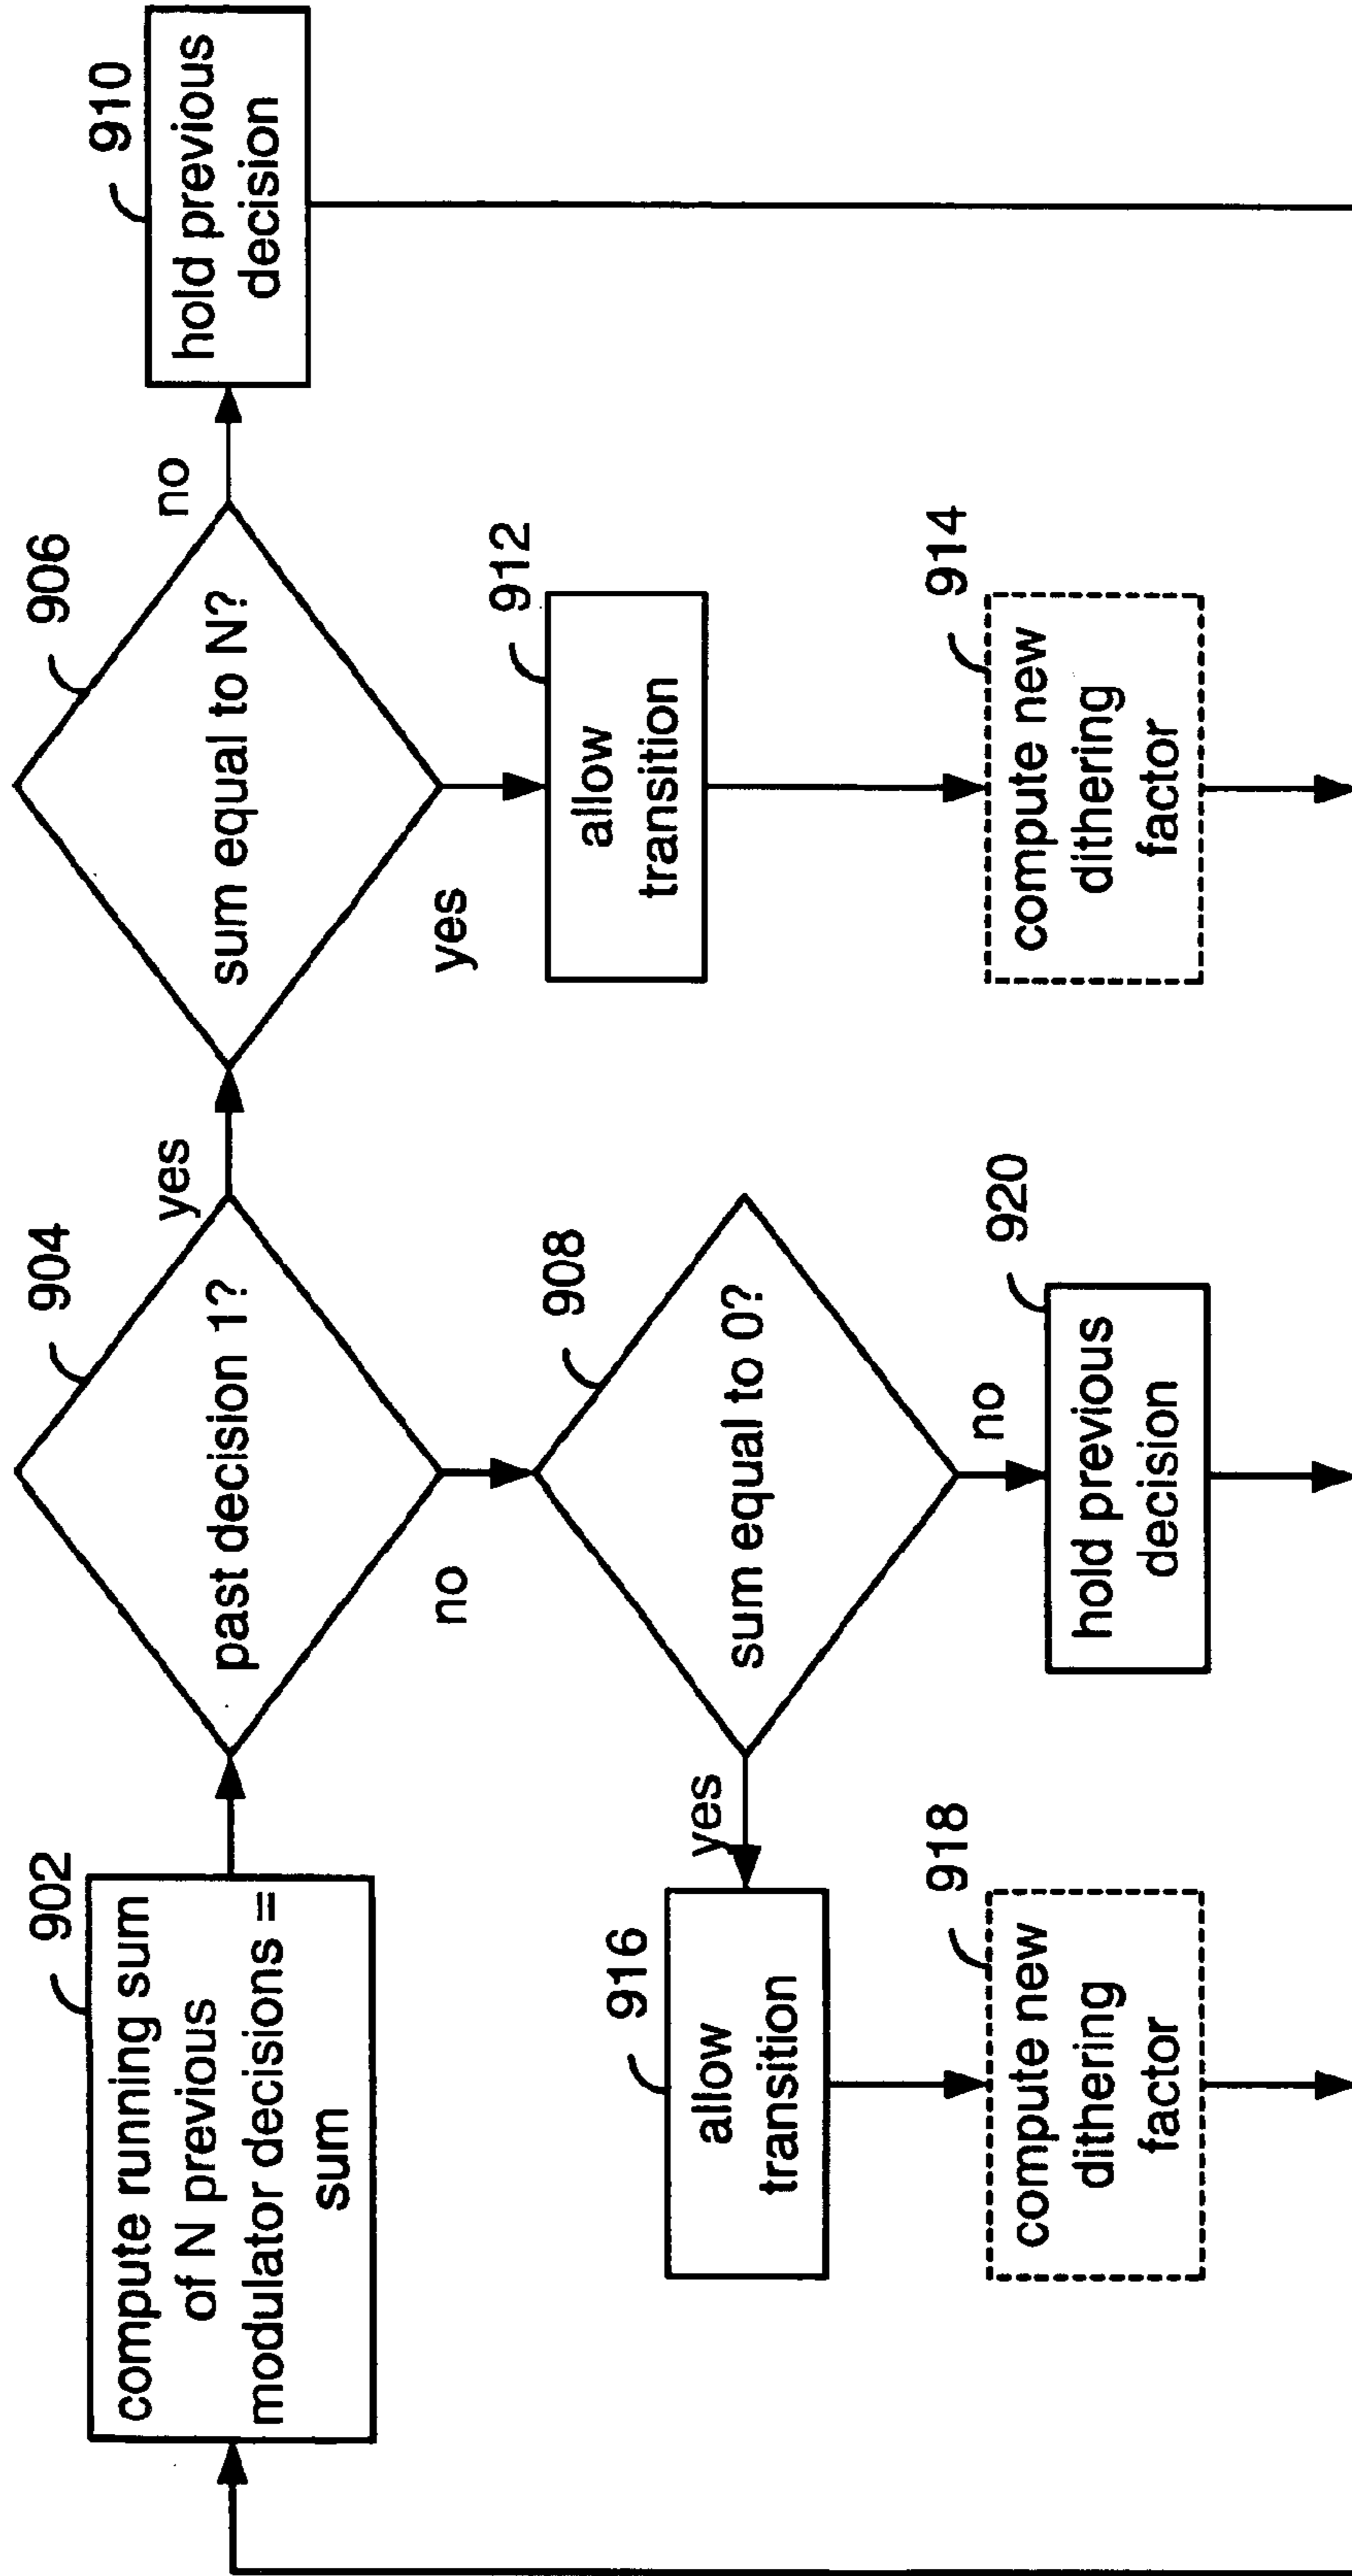 902
compute running sum
of N previous
modulator decisions =
sum
904
past decision 1?
yes
no
906
sum equal to N?
no
yes
910
hold previous
decision
912
allow
transition
914
compute new
dithering
factor
908
sum equal to 0?
yes
no
916
allow
transition
918
compute new
dithering
factor
920
hold previous
decision